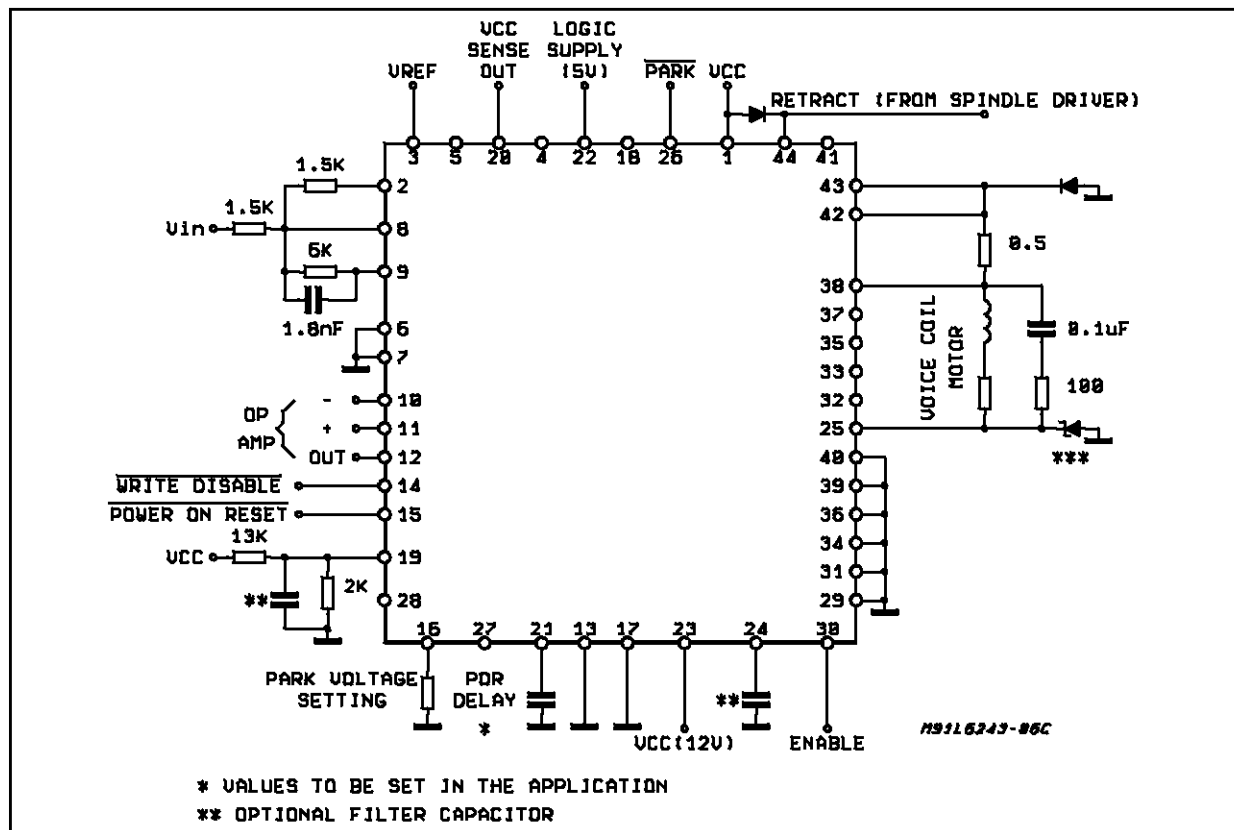 VCC SENSE OUT
LOGIC SUPPLY (5V)
VREF
PARK
VCC
RETRACT (FROM SPINDLE DRIVER)
3 5 20 4 22 18 26 1 44 41
1.5K
2
1.5K
Vin
8
6K
9
1.8nF
6
7
OP AMP
- 10
+ 11
OUT 12
WRITE DISABLE 14
POWER ON RESET 15
13K
VCC
19
**
2K
28
43
42
0.5
38
37
VOICE COIL MOTOR
0.1uF
35
33
32
100
25
***
40
39
36
34
31
29
16 27 21 13 17 23 24 30
PARK VOLTAGE SETTING
POR DELAY
*
**
VCC(12V)
ENABLE
M91L6243-06C
* VALUES TO BE SET IN THE APPLICATION
** OPTIONAL FILTER CAPACITOR